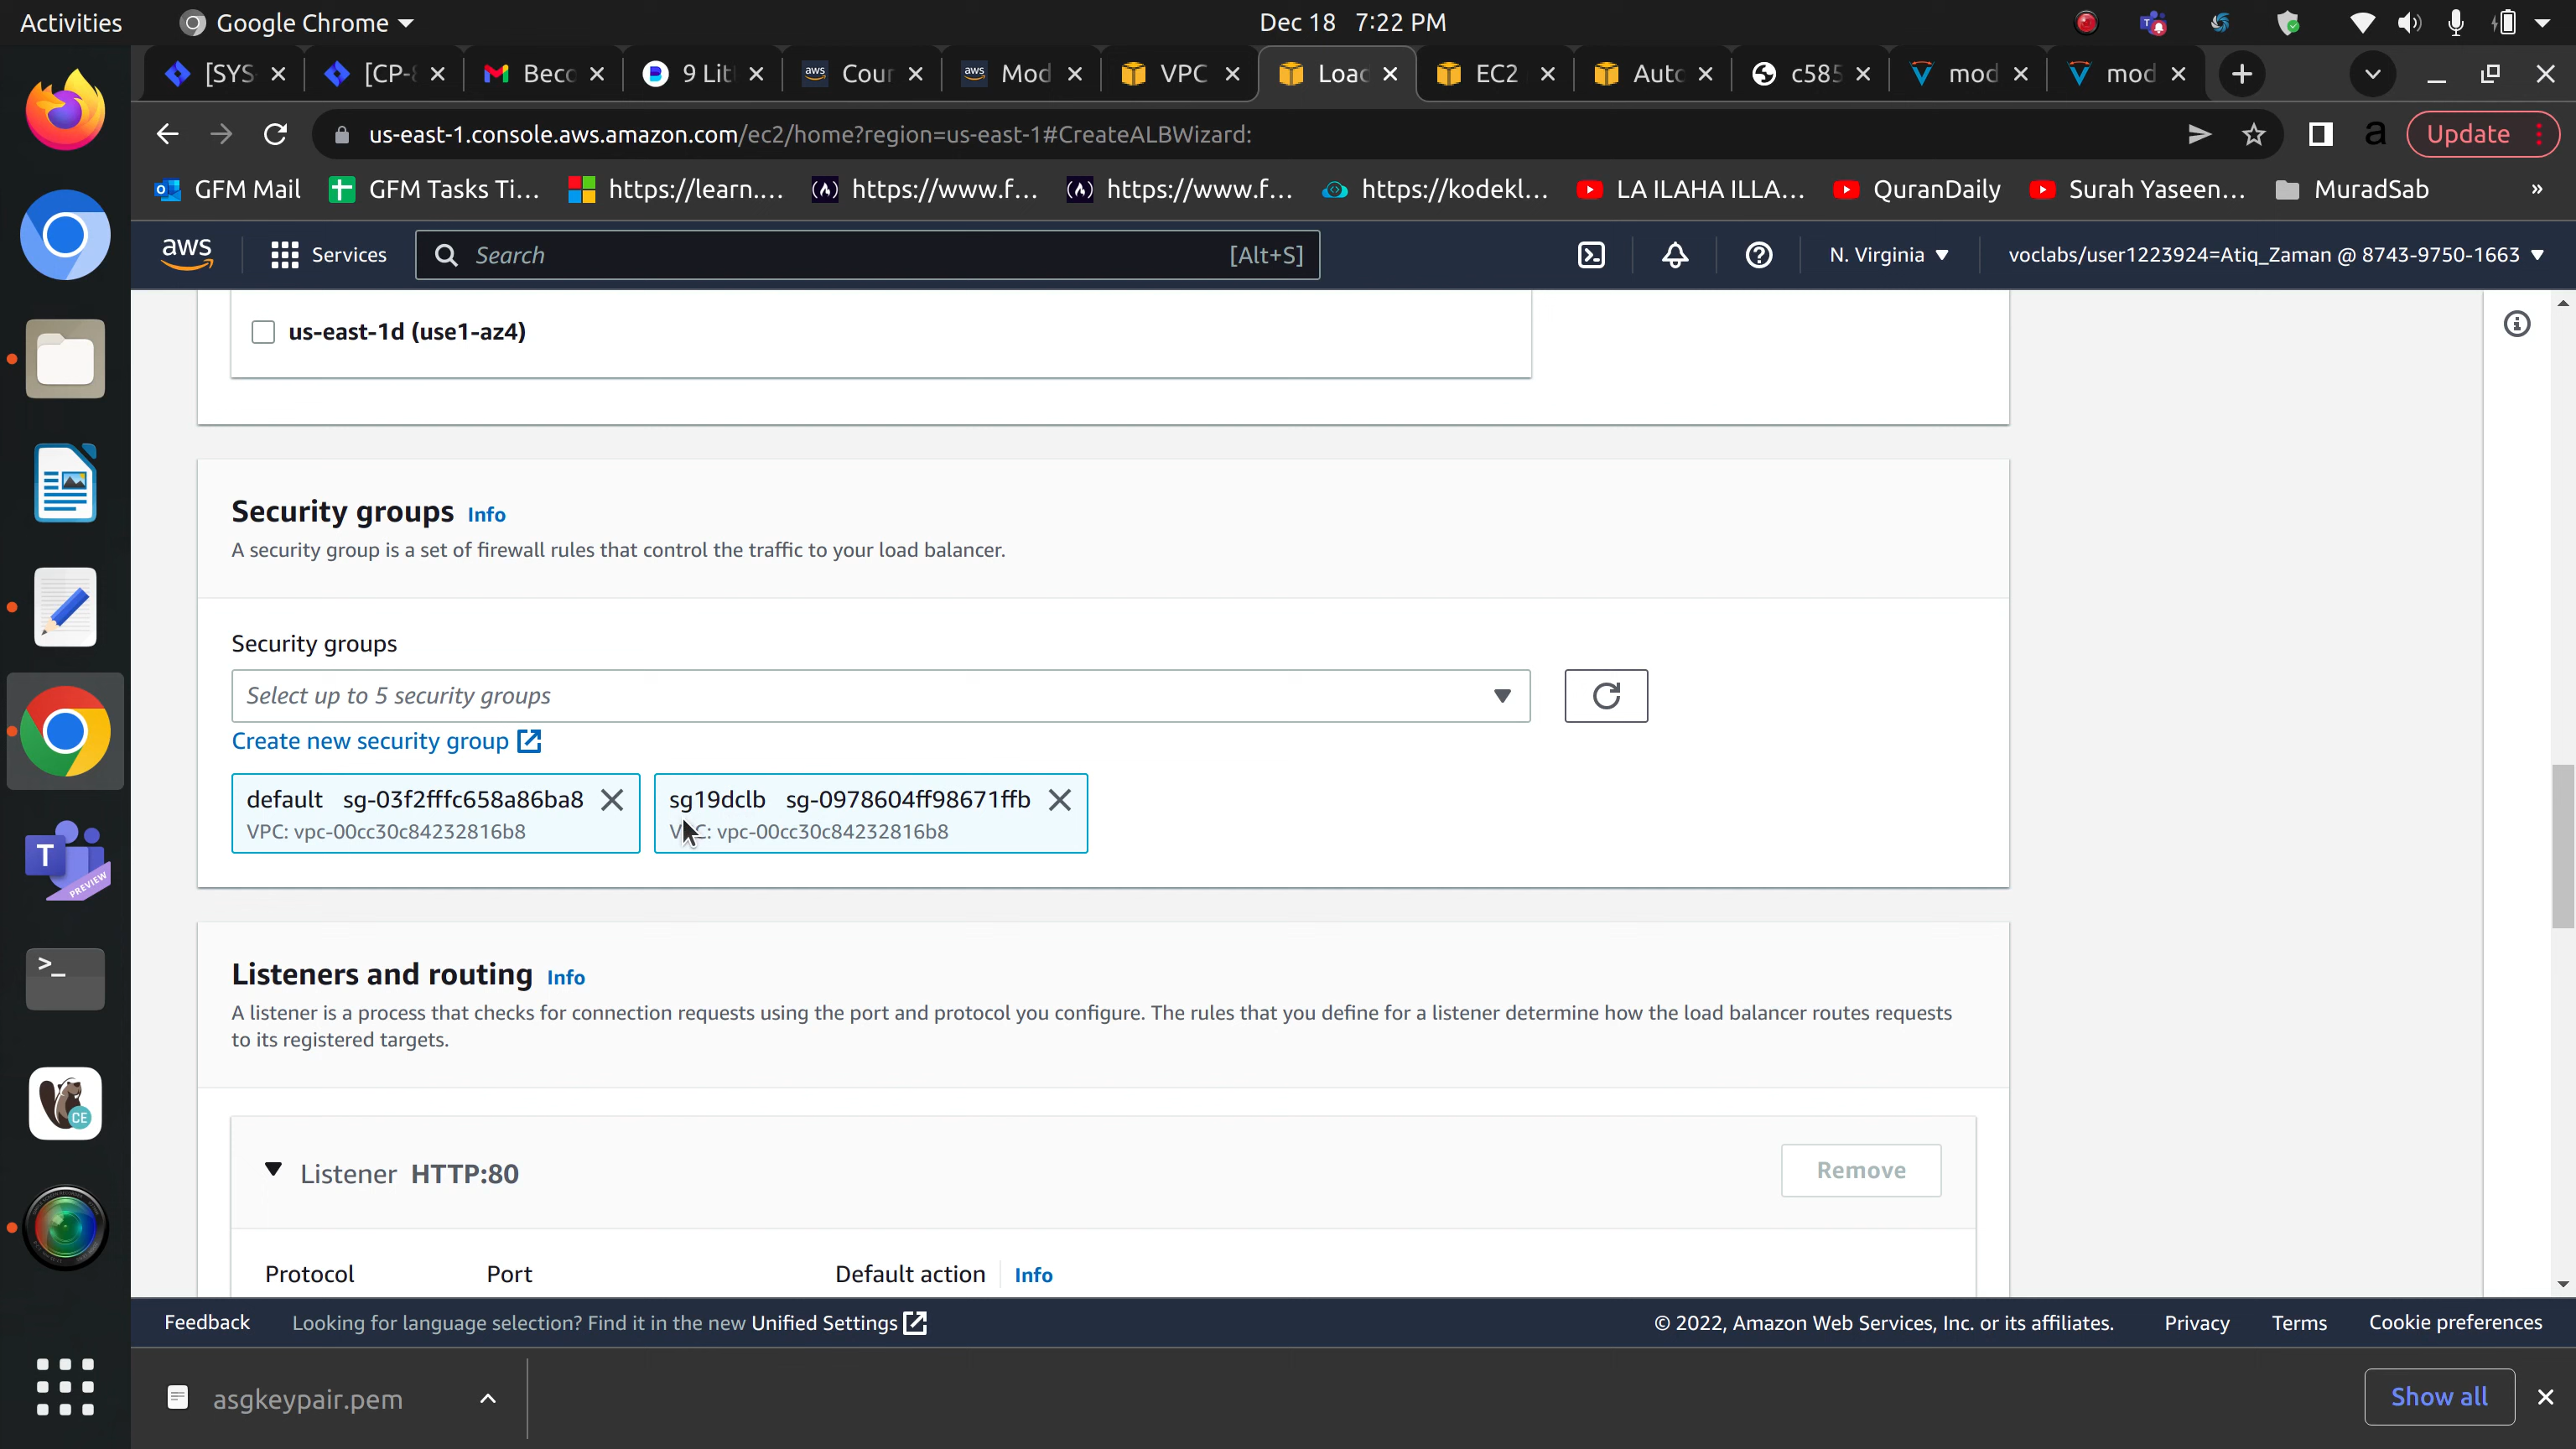 Activities
Google Chrome
Dec 18 7:22 PM
[SYS
[CP-
Beco
9 Lit
aws
Cour
aws
Mod
VPC
Loac
EC2
Auto
c585
mod
mod
us-east-1.console.aws.amazon.com/ec2/home?region=us-east-1#CreateALBWizard:
a
Update
GFM Mail
GFM Tasks Ti...
https://learn....
https://www.f...
https://www.f...
https://kodekl...
LA ILAHA ILLA...
QuranDaily
Surah Yaseen...
MuradSab
»
aws
Services
Search
[Alt+S]
N. Virginia
voclabs/user1223924=Atiq_Zaman @ 8743-9750-1663
us-east-1d (use1-az4)
Security groups Info
A security group is a set of firewall rules that control the traffic to your load balancer.
Security groups
Select up to 5 security groups
Create new security group
default sg-03f2fffc658a86ba8
VPC: vpc-00cc30c84232816b8
sg19dclb sg-0978604ff98671ffb
VPC: vpc-00cc30c84232816b8
Listeners and routing Info
A listener is a process that checks for connection requests using the port and protocol you configure. The rules that you define for a listener determine how the load balancer routes requests
to its registered targets.
Listener HTTP:80
Remove
Protocol
Port
Default action
Info
T
PREVIEW
>_
CE
Feedback
Looking for language selection? Find it in the new Unified Settings
© 2022, Amazon Web Services, Inc. or its affiliates.
Privacy
Terms
Cookie preferences
asgkeypair.pem
Show all